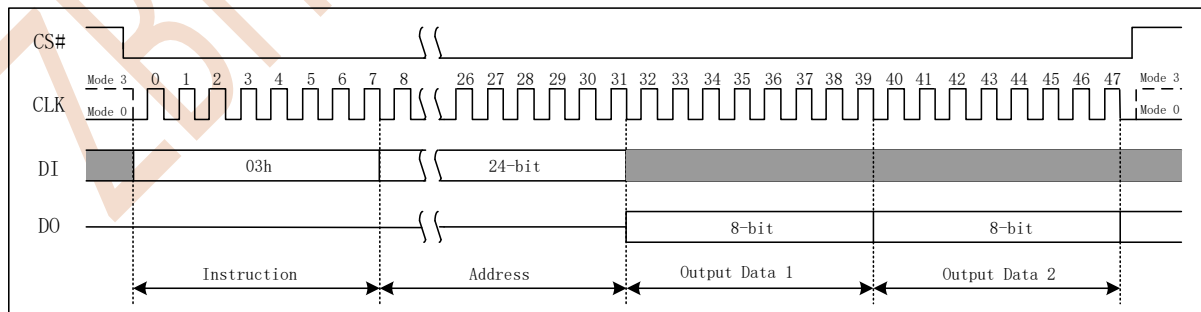 CS#
Mode 3 0 1 2 3 4 5 6 7 8 26 27 28 29 30 31 32 33 34 35 36 37 38 39 40 41 42 43 44 45 46 47 Mode 3
CLK
Mode 0 Mode 0
DI 03h 24-bit
DO 8-bit 8-bit
Instruction Address Output Data 1 Output Data 2